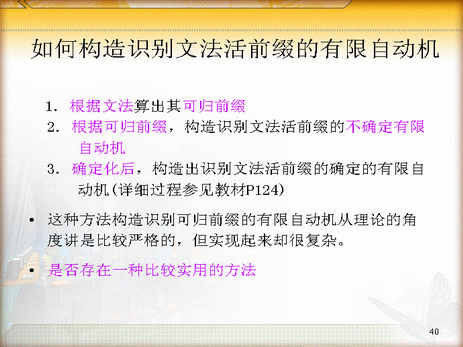 如何构造识别文法活前缀的有限自动机
1. 根据文法算出其可归前缀
2. 根据可归前缀，构造识别文法活前缀的不确定有限
自动机
3. 确定化后，构造出识别文法活前缀的确定的有限自
动机(详细过程参见教材P124)
• 这种方法构造识别可归前缀的有限自动机从理论的角
度讲是比较严格的，但实现起来却很复杂。
• 是否存在一种比较实用的方法
40